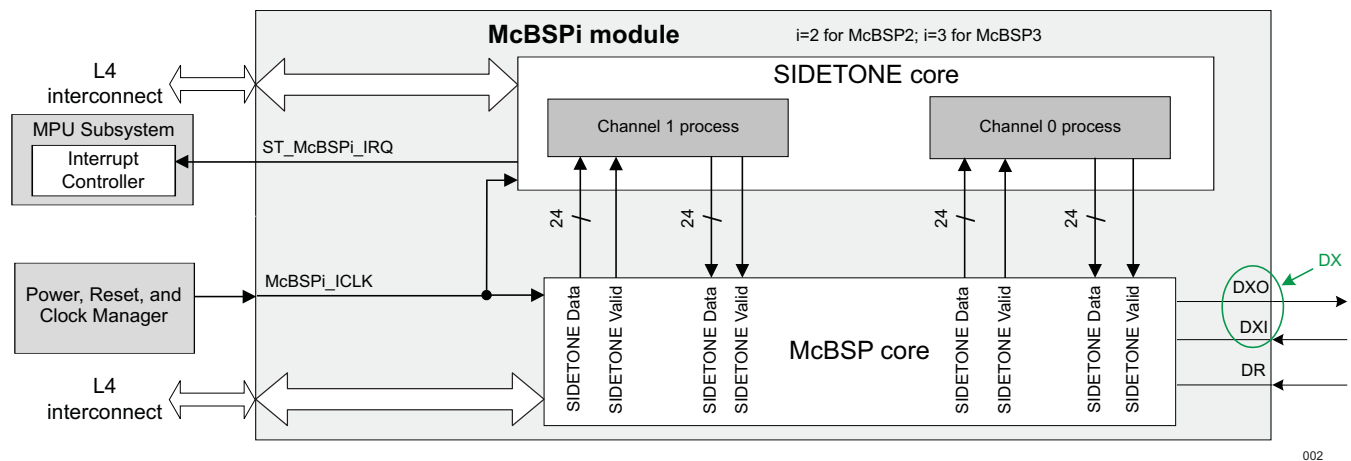 McBSPi module
i=2 for McBSP2; i=3 for McBSP3
L4
interconnect
SIDETONE core
MPU Subsystem
Interrupt
Controller
ST_McBSPi_IRQ
Channel 1 process
Channel 0 process
24
24
24
24
Power, Reset, and
Clock Manager
McBSPi_ICLK
SIDETONE Data
SIDETONE Valid
SIDETONE Data
SIDETONE Valid
SIDETONE Data
SIDETONE Valid
SIDETONE Data
SIDETONE Valid
McBSP core
DX
DXO
DXI
DR
L4
interconnect
002